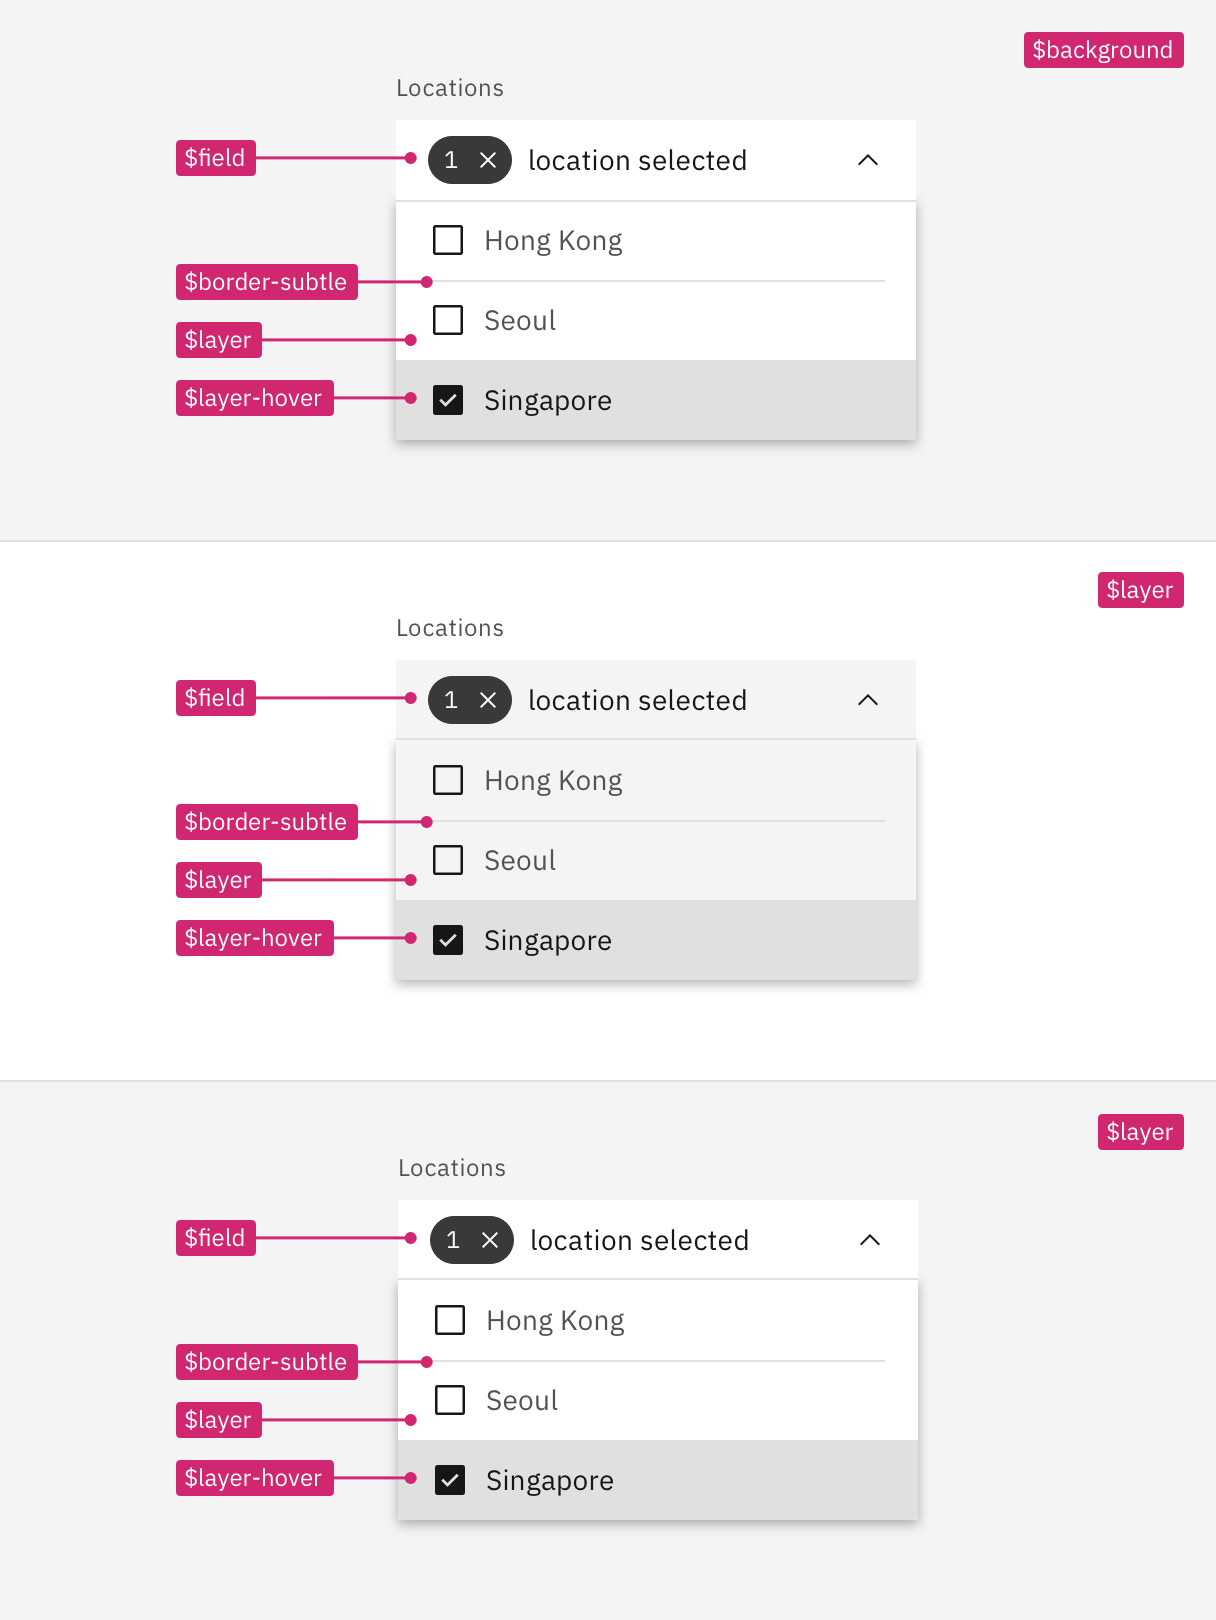 $background
Locations
$field
1 location selected
Hong Kong
$border-subtle
Seoul
$layer
$layer-hover
Singapore
$layer
Locations
$field
1 location selected
Hong Kong
$border-subtle
Seoul
$layer
$layer-hover
Singapore
$layer
Locations
$field
1 location selected
Hong Kong
$border-subtle
Seoul
$layer
$layer-hover
Singapore